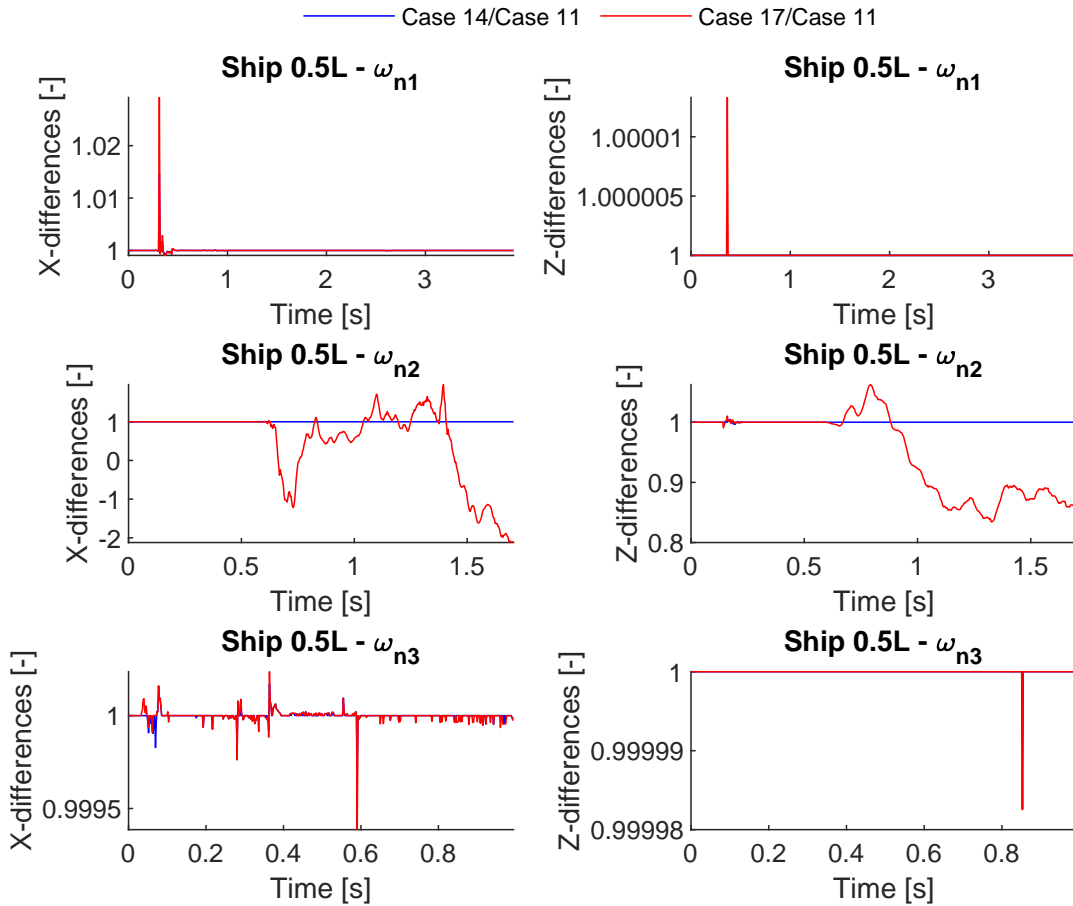 Case 14/Case 11 Case 17/Case 11
Ship 0.5L - ωn1
X-differences [-]
1.02
1.01
1
0 1 2 3
Time [s]
Ship 0.5L - ωn1
Z-differences [-]
1.00001
1.000005
1
0 1 2 3
Time [s]
Ship 0.5L - ωn2
X-differences [-]
1
0
-1
-2
0 0.5 1 1.5
Time [s]
Ship 0.5L - ωn2
Z-differences [-]
1
0.9
0.8
0 0.5 1 1.5
Time [s]
Ship 0.5L - ωn3
X-differences [-]
1
0.9995
0 0.2 0.4 0.6 0.8
Time [s]
Ship 0.5L - ωn3
Z-differences [-]
1
0.99999
0.99998
0 0.2 0.4 0.6 0.8
Time [s]